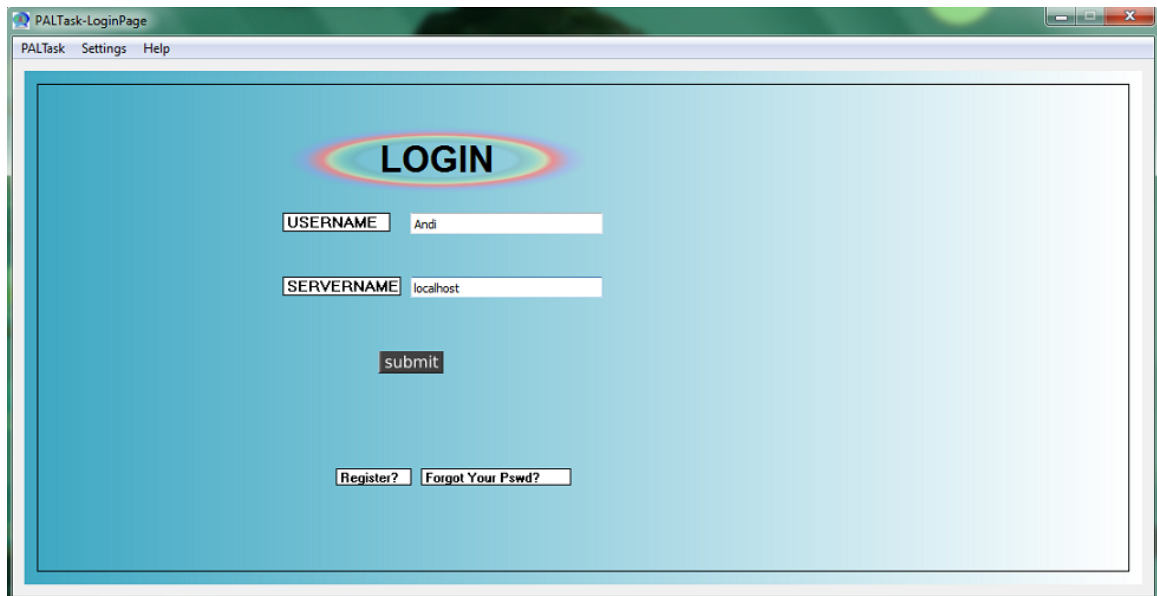 PALTask-LoginPage
PALTask Settings Help
LOGIN
USERNAME Andi
SERVERNAME localhost
submit
Register? Forgot Your Pswd?